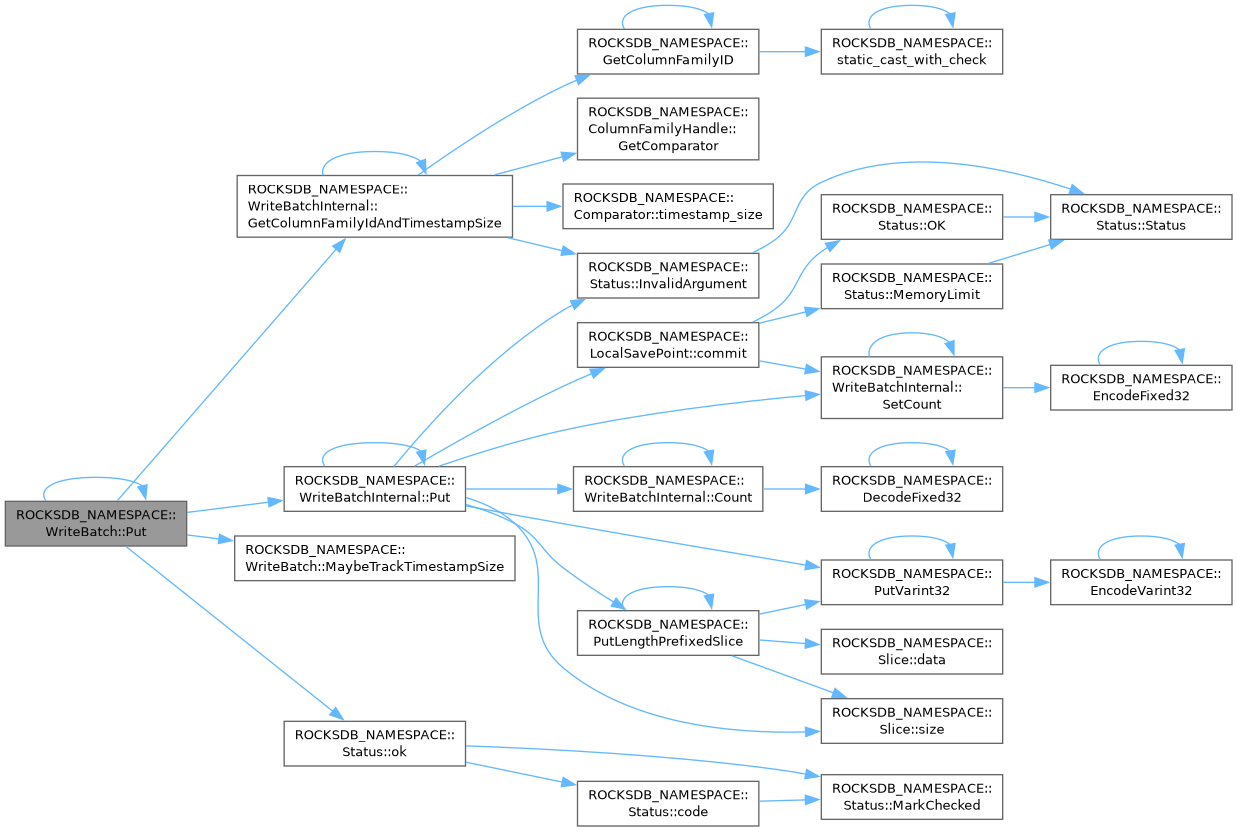 ROCKSDB_NAMESPACE::
WriteBatch::Put
ROCKSDB_NAMESPACE::
WriteBatchInternal::
GetColumnFamilyIdAndTimestampSize
ROCKSDB_NAMESPACE::
WriteBatchInternal::Put
ROCKSDB_NAMESPACE::
WriteBatch::MaybeTrackTimestampSize
ROCKSDB_NAMESPACE::
Status::ok
ROCKSDB_NAMESPACE::
GetColumnFamilyID
ROCKSDB_NAMESPACE::
ColumnFamilyHandle::
GetComparator
ROCKSDB_NAMESPACE::
Comparator::timestamp_size
ROCKSDB_NAMESPACE::
Status::InvalidArgument
ROCKSDB_NAMESPACE::
LocalSavePoint::commit
ROCKSDB_NAMESPACE::
WriteBatchInternal::Count
ROCKSDB_NAMESPACE::
PutLengthPrefixedSlice
ROCKSDB_NAMESPACE::
Status::code
ROCKSDB_NAMESPACE::
static_cast_with_check
ROCKSDB_NAMESPACE::
Status::OK
ROCKSDB_NAMESPACE::
Status::MemoryLimit
ROCKSDB_NAMESPACE::
WriteBatchInternal::
SetCount
ROCKSDB_NAMESPACE::
DecodeFixed32
ROCKSDB_NAMESPACE::
PutVarint32
ROCKSDB_NAMESPACE::
Slice::data
ROCKSDB_NAMESPACE::
Slice::size
ROCKSDB_NAMESPACE::
Status::MarkChecked
ROCKSDB_NAMESPACE::
Status::Status
ROCKSDB_NAMESPACE::
EncodeFixed32
ROCKSDB_NAMESPACE::
EncodeVarint32